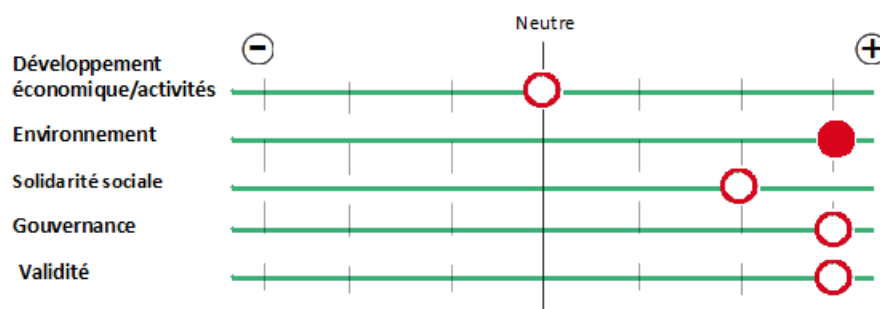 Neutre
− +
Développement
économique/activités
Environnement
Solidarité sociale
Gouvernance
Validité